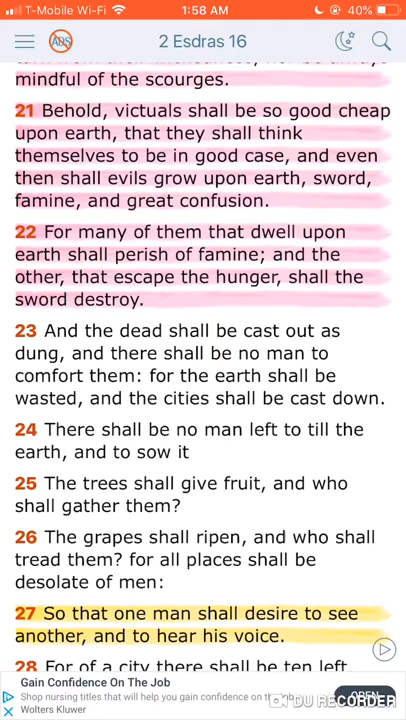 T-Mobile Wi-Fi 1:58 AM 40%
ADS 2 Esdras 16
mindful of the scourges.
21 Behold, victuals shall be so good cheap
upon earth, that they shall think
themselves to be in good case, and even
then shall evils grow upon earth, sword,
famine, and great confusion.
22 For many of them that dwell upon
earth shall perish of famine; and the
other, that escape the hunger, shall the
sword destroy.
23 And the dead shall be cast out as
dung, and there shall be no man to
comfort them: for the earth shall be
wasted, and the cities shall be cast down.
24 There shall be no man left to till the
earth, and to sow it
25 The trees shall give fruit, and who
shall gather them?
26 The grapes shall ripen, and who shall
tread them? for all places shall be
desolate of men:
27 So that one man shall desire to see
another, and to hear his voice.
28 For of a city there shall be ten left,
Gain Confidence On The Job
Shop nursing titles that will help you gain confidence on the job
Wolters Kluwer
OPEN
DU RECORDER